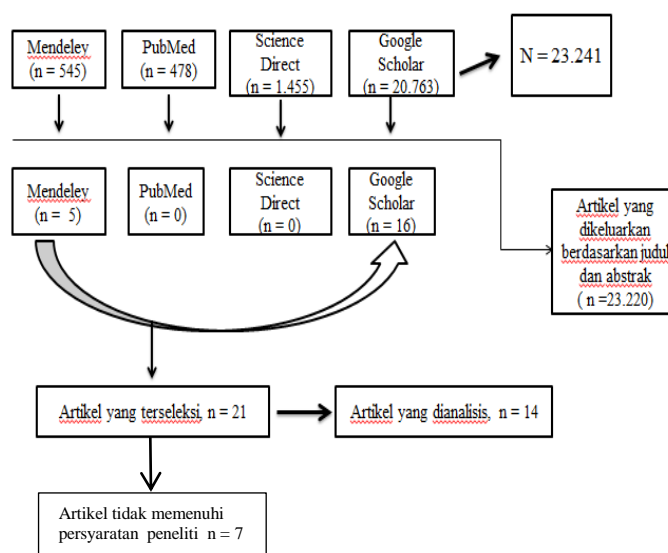 Mendeley
(n = 545)
PubMed
(n = 478)
Science
Direct
(n = 1.455)
Google
Scholar
(n = 20.763)
N = 23.241
Mendeley
(n = 5)
PubMed
(n = 0)
Science
Direct
(n = 0)
Google
Scholar
(n = 16)
Artikel yang
dikeluarkan
berdasarkan judul
dan abstrak
( n =23.220)
Artikel yang terseleksi, n = 21
Artikel yang dianalisis, n = 14
Artikel tidak memenuhi
persyaratan peneliti n = 7